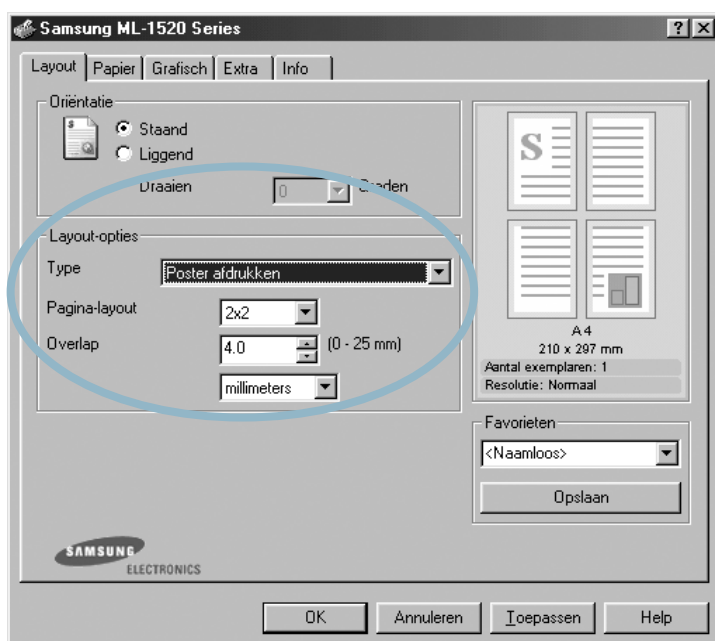 Samsung ML-1520 Series
Layout Papier Grafisch Extra Info
Oriëntatie
Staand
Liggend
Draaien 0 Graden
Layout-opties
Type Poster afdrukken
Pagina-layout 2x2
Overlap 4.0 (0 - 25 mm)
millimeters
S
S
A4
210 x 297 mm
Aantal exemplaren: 1
Resolutie: Normaal
Favorieten
<Naamloos>
Opslaan
SAMSUNG
ELECTRONICS
OK Annuleren Toepassen Help